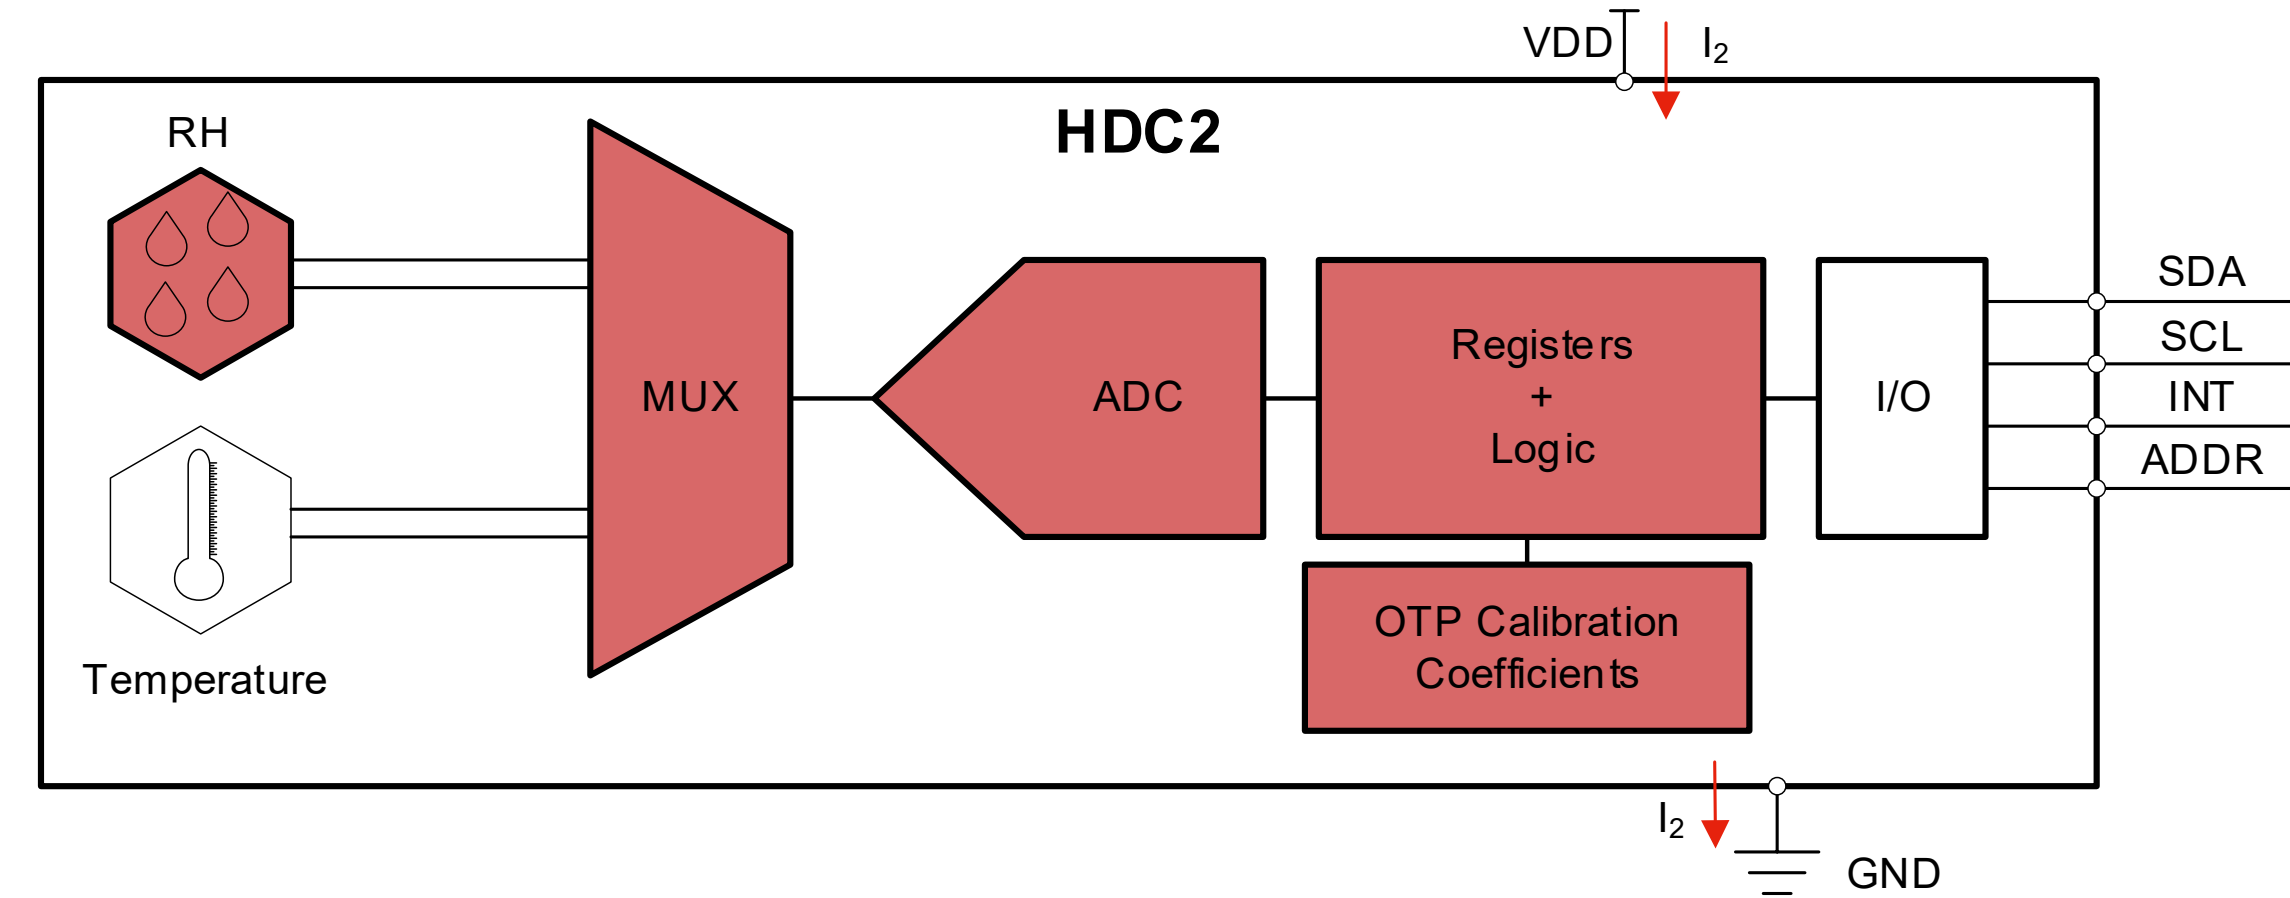 VDD
I2
HDC2
RH
MUX
ADC
Registers
+
Logic
I/O
SDA
SCL
INT
ADDR
OTP Calibration
Coefficients
Temperature
I2
GND